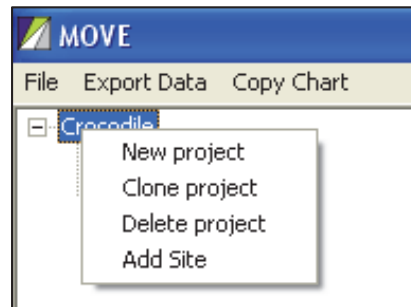 MOVE
File Export Data Copy Chart
Crocodile
New project
Clone project
Delete project
Add Site